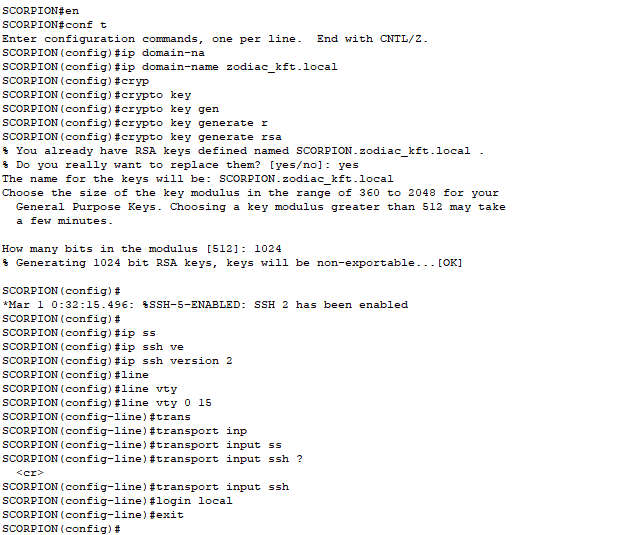 SCORPION#en
SCORPION#conf t
Enter configuration commands, one per line.  End with CNTL/Z.
SCORPION(config)#ip domain-na
SCORPION(config)#ip domain-name zodiac_kft.local
SCORPION(config)#cryp
SCORPION(config)#crypto key
SCORPION(config)#crypto key gen
SCORPION(config)#crypto key generate r
SCORPION(config)#crypto key generate rsa
% You already have RSA keys defined named SCORPION.zodiac_kft.local .
% Do you really want to replace them? [yes/no]: yes
The name for the keys will be: SCORPION.zodiac_kft.local
Choose the size of the key modulus in the range of 360 to 2048 for your
  General Purpose Keys. Choosing a key modulus greater than 512 may take
  a few minutes.

How many bits in the modulus [512]: 1024
% Generating 1024 bit RSA keys, keys will be non-exportable...[OK]

SCORPION(config)#
*Mar 1 0:32:15.496: %SSH-5-ENABLED: SSH 2 has been enabled
SCORPION(config)#
SCORPION(config)#ip ss
SCORPION(config)#ip ssh ve
SCORPION(config)#ip ssh version 2
SCORPION(config)#line
SCORPION(config)#line vty
SCORPION(config)#line vty 0 15
SCORPION(config-line)#trans
SCORPION(config-line)#transport inp
SCORPION(config-line)#transport input ss
SCORPION(config-line)#transport input ssh ?
  <cr>
SCORPION(config-line)#transport input ssh
SCORPION(config-line)#login local
SCORPION(config-line)#exit
SCORPION(config)#